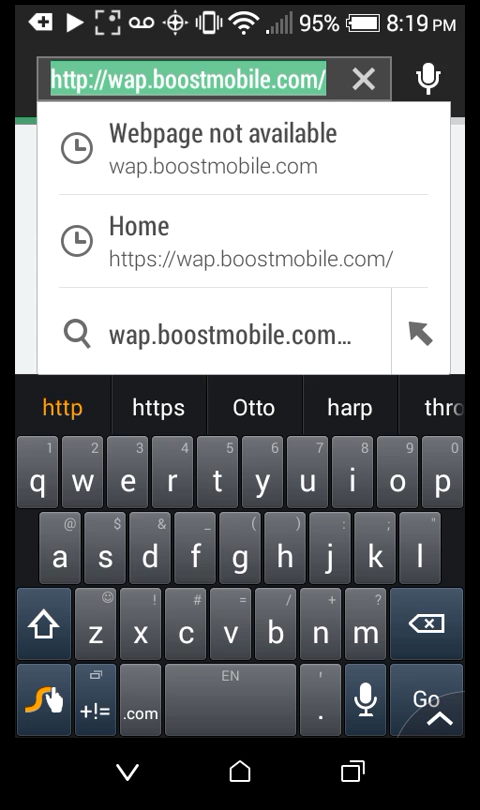 95% 8:19 PM
http://wap.boostmobile.com/
Webpage not available
wap.boostmobile.com
Home
https://wap.boostmobile.com/
wap.boostmobile.com...
http https Otto harp thro
1 2 3 4 5 6 7 8 9 0
q w e r t y u i o p
@ $ & _ ( ) : ; "
a s d f g h j k l
! # = / + ?
z x c v b n m
EN '
+!= .com . Go